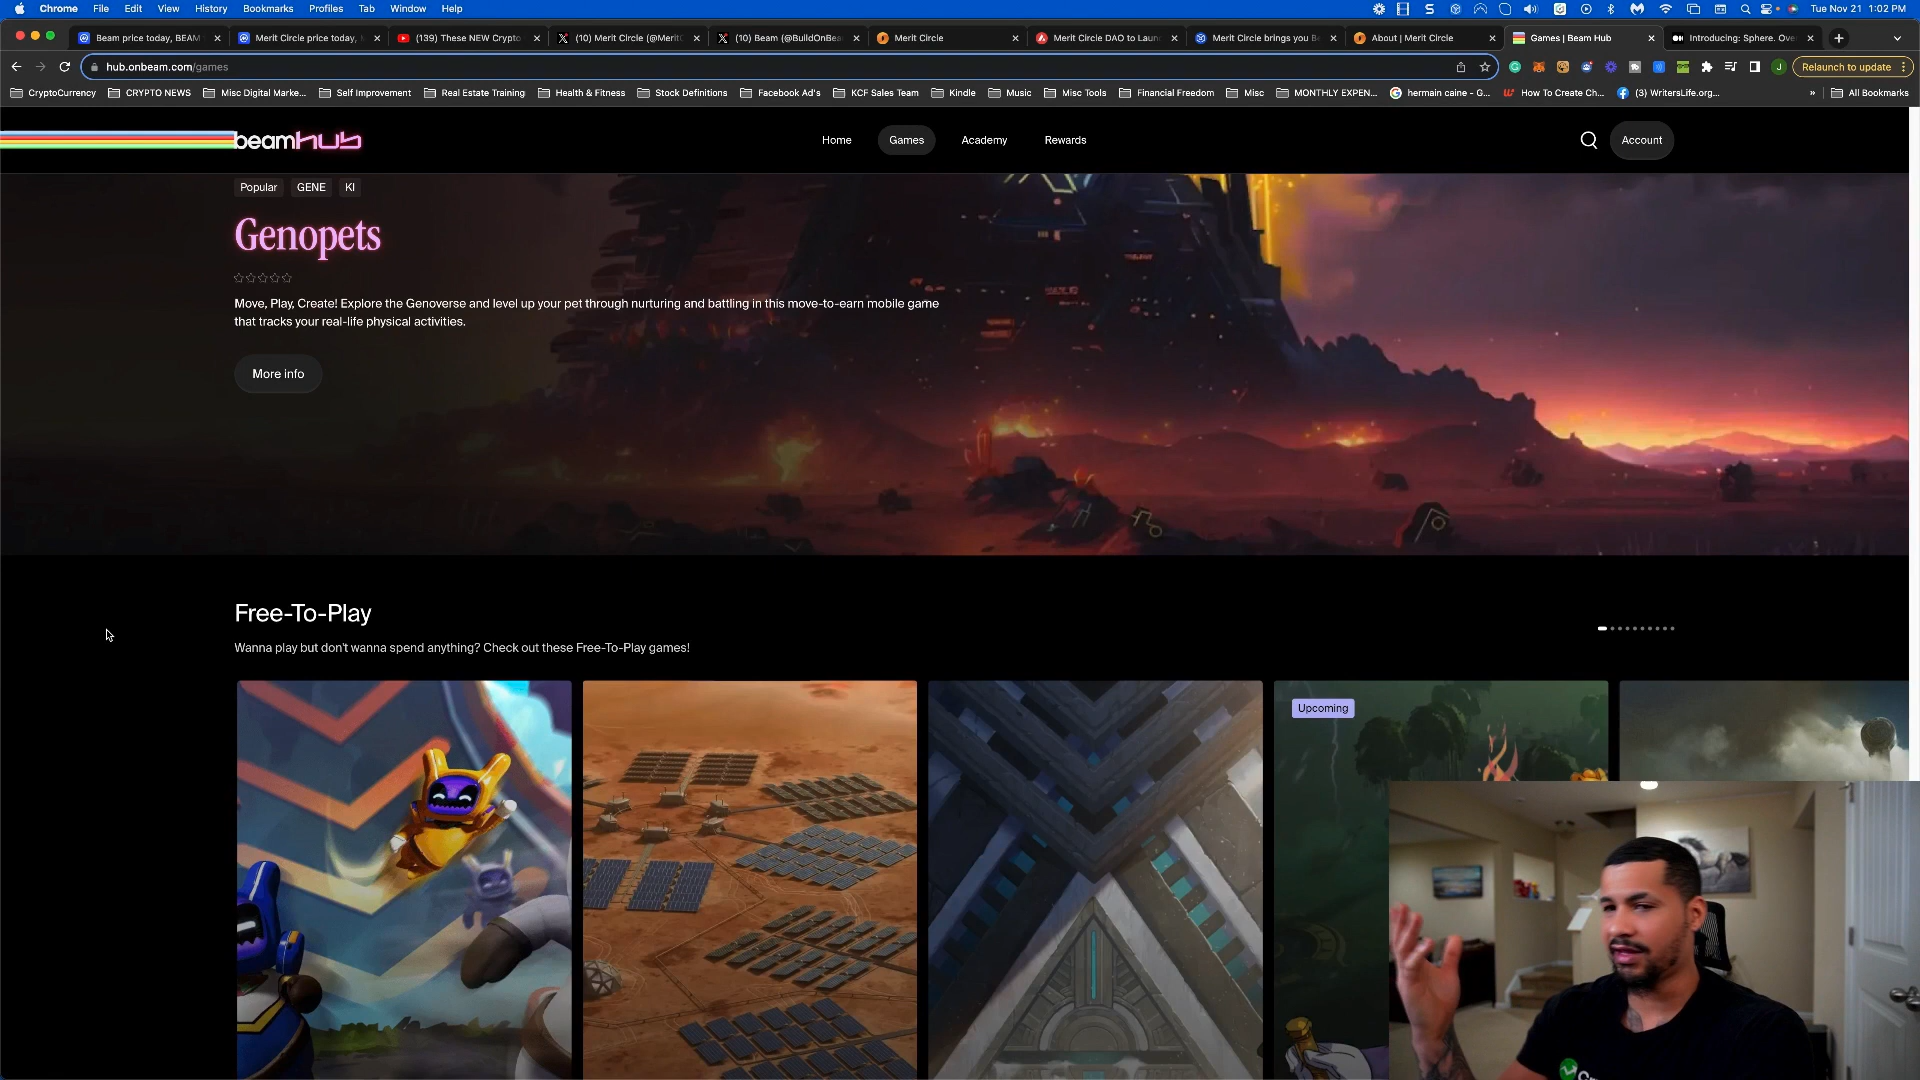 Chrome File Edit View History Bookmarks Profiles Tab Window Help Tue Nov 21 1:02 PM
Beam price today, BEAM (139) These NEW Crypto (10) Merit Circle (@Merit (10) Beam (@BuildOnBea Merit Circle Merit Circle DAO to Laun Merit Circle brings you B About | Merit Circle Games | Beam Hub Introducing: Sphere. Ove
Merit Circle price today,
hub.onbeam.com/games
Relaunch to update
CryptoCurrency CRYPTO NEWS Misc Digital Marke... Self Improvement Real Estate Training Health & Fitness Stock Definitions Facebook Ad's KCF Sales Team Kindle Music Misc Tools Financial Freedom Misc MONTHLY EXPEN... hermain caine - G... How To Create Ch... (3) WritersLife.org... » All Bookmarks
beamhub
Home Games Academy Rewards Account
Popular GENE KI
Genopets
Move, Play, Create! Explore the Genoverse and level up your pet through nurturing and battling in this move-to-earn mobile game
that tracks your real-life physical activities.
More info
Free-To-Play
Wanna play but don't wanna spend anything? Check out these Free-To-Play games!
Upcoming